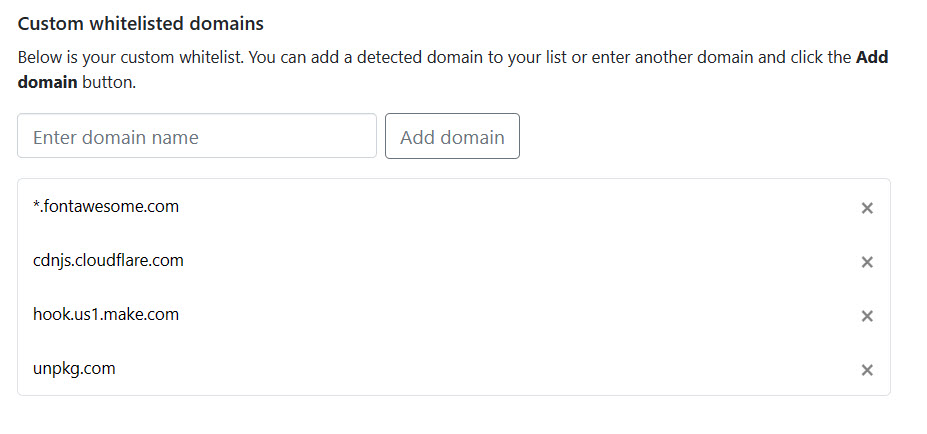 Custom whitelisted domains
Below is your custom whitelist. You can add a detected domain to your list or enter another domain and click the Add
domain button.
Enter domain name
Add domain
*.fontawesome.com
cdnjs.cloudflare.com
hook.us1.make.com
unpkg.com